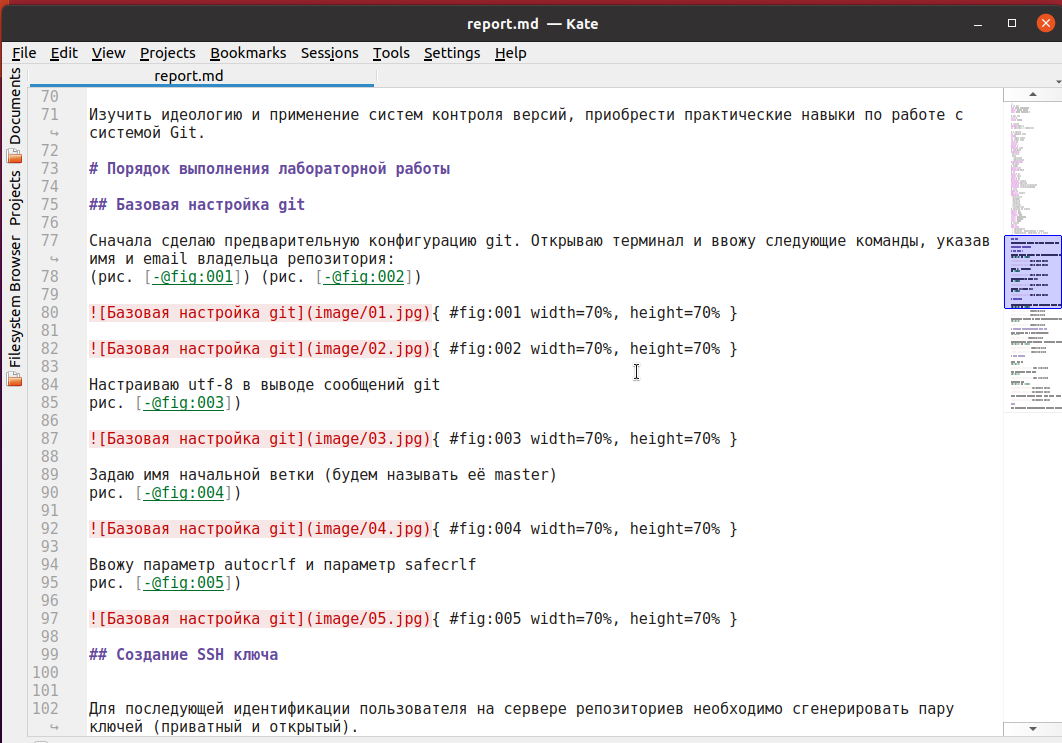 report.md — Kate
File Edit View Projects Bookmarks Sessions Tools Settings Help
report.md
Documents
Projects
Filesystem Browser
70
71 Изучить идеологию и применение систем контроля версий, приобрести практические навыки по работе с
системой Git.
72
73 # Порядок выполнения лабораторной работы
74
75 ## Базовая настройка git
76
77 Сначала сделаю предварительную конфигурацию git. Открываю терминал и ввожу следующие команды, указав
имя и email владельца репозитория:
78 (рис. [-@fig:001]) (рис. [-@fig:002])
79
80 ![Базовая настройка git](image/01.jpg){ #fig:001 width=70%, height=70% }
81
82 ![Базовая настройка git](image/02.jpg){ #fig:002 width=70%, height=70% }
83
84 Настраиваю utf-8 в выводе сообщений git
85 рис. [-@fig:003])
86
87 ![Базовая настройка git](image/03.jpg){ #fig:003 width=70%, height=70% }
88
89 Задаю имя начальной ветки (будем называть её master)
90 рис. [-@fig:004])
91
92 ![Базовая настройка git](image/04.jpg){ #fig:004 width=70%, height=70% }
93
94 Ввожу параметр autocrlf и параметр safecrlf
95 рис. [-@fig:005])
96
97 ![Базовая настройка git](image/05.jpg){ #fig:005 width=70%, height=70% }
98
99 ## Создание SSH ключа
100
101
102 Для последующей идентификации пользователя на сервере репозиториев необходимо сгенерировать пару
ключей (приватный и открытый).